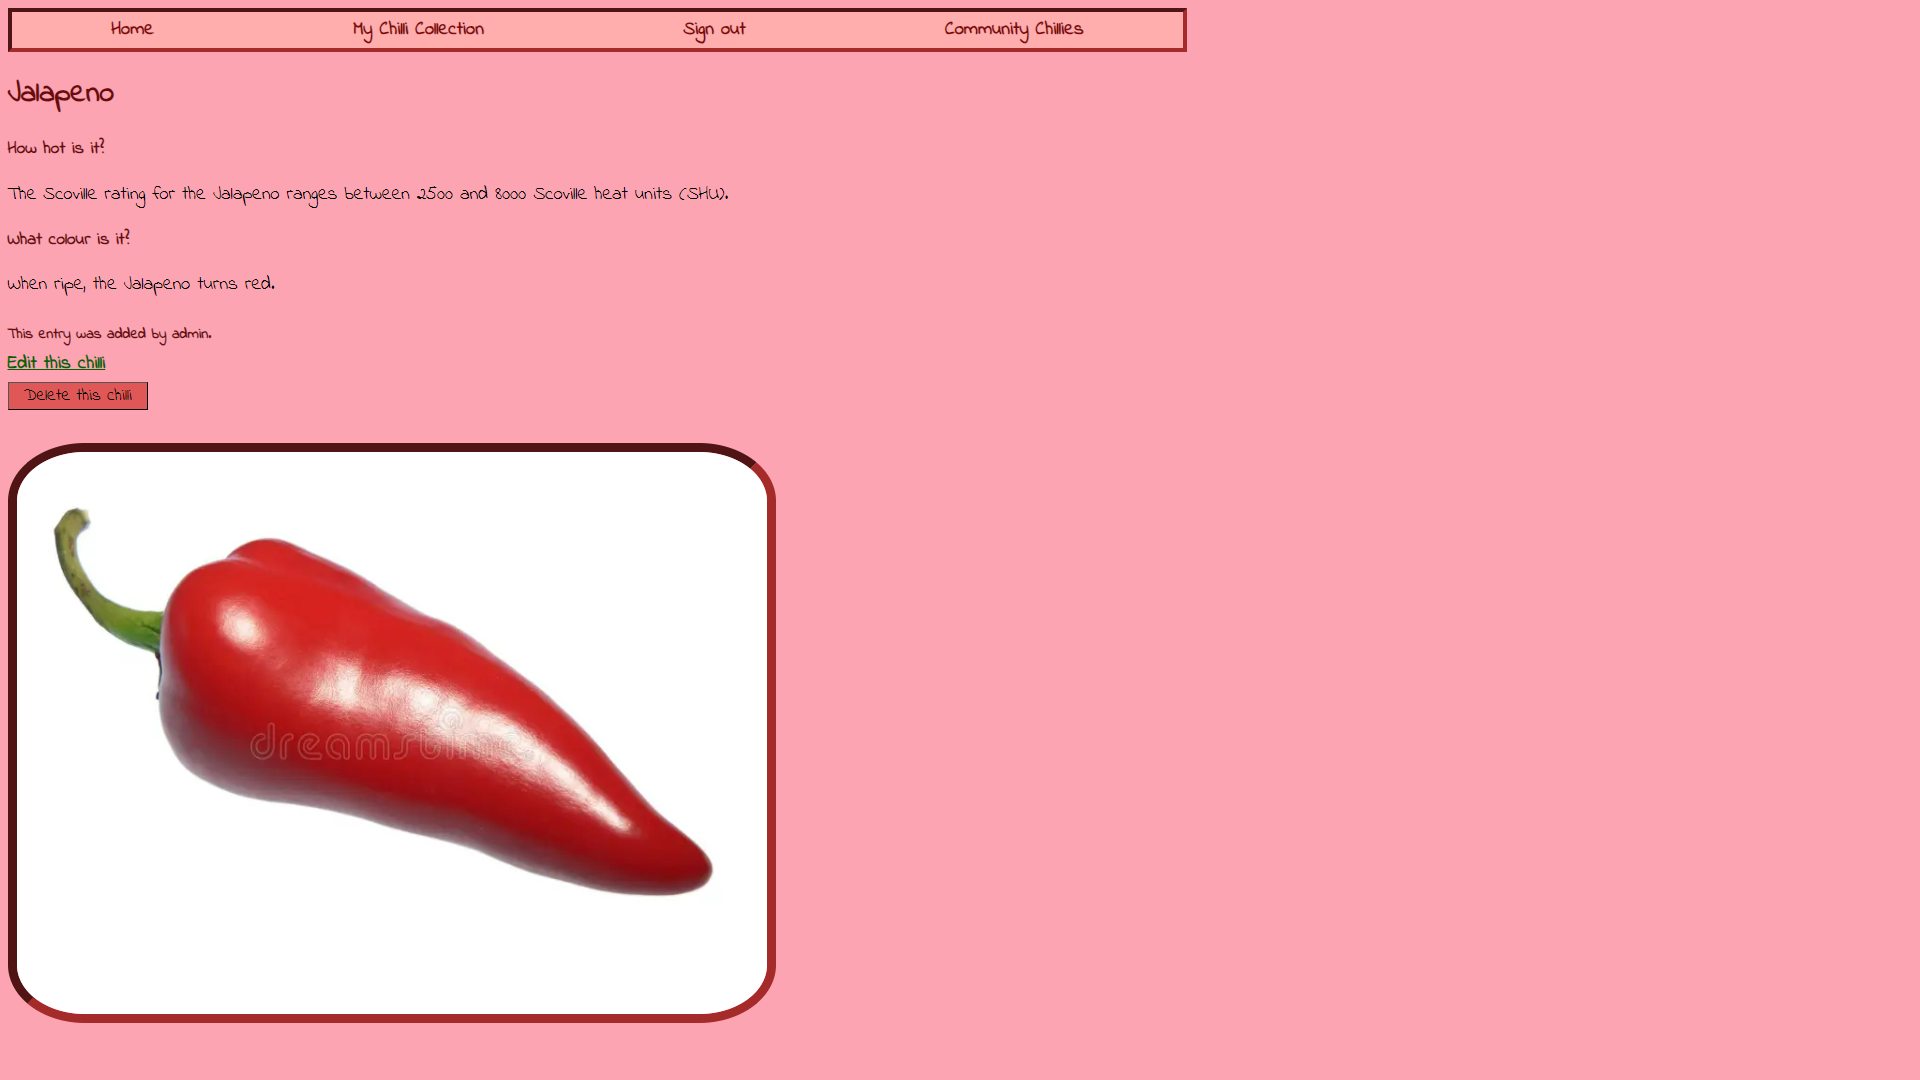 Home My Chilli Collection Sign out Community Chillies
Jalapeno
How hot is it?
The Scoville rating for the Jalapeno ranges between 2500 and 8000 Scoville heat units (SHU).
What colour is it?
When ripe, the Jalapeno turns red.
This entry was added by admin.
Edit this chilli
Delete this chilli